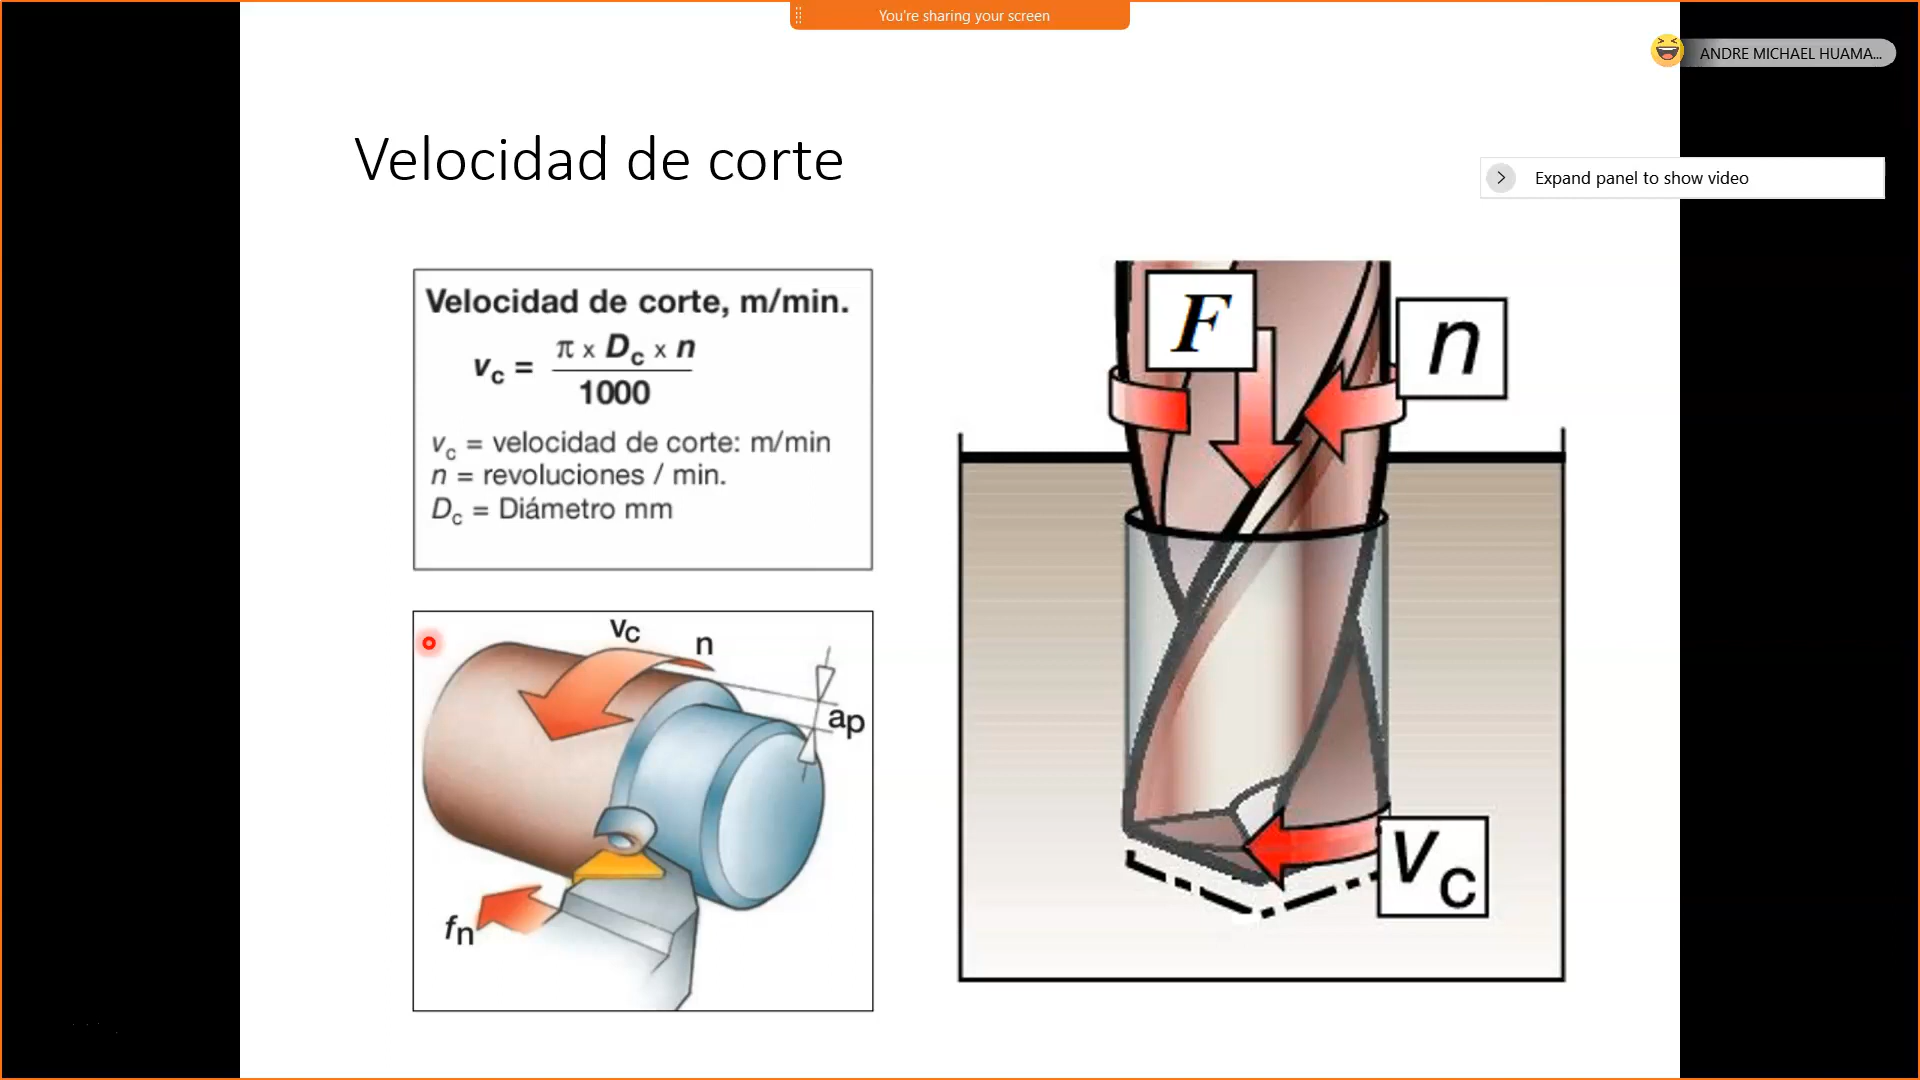 You're sharing your screen
ANDRE MICHAEL HUAMA...
Expand panel to show video
Velocidad de corte
Velocidad de corte, m/min.
vc = π x Dc x n / 1000
vc = velocidad de corte: m/min
n = revoluciones / min.
Dc = Diámetro mm
vc
n
ap
fn
F
n
vc